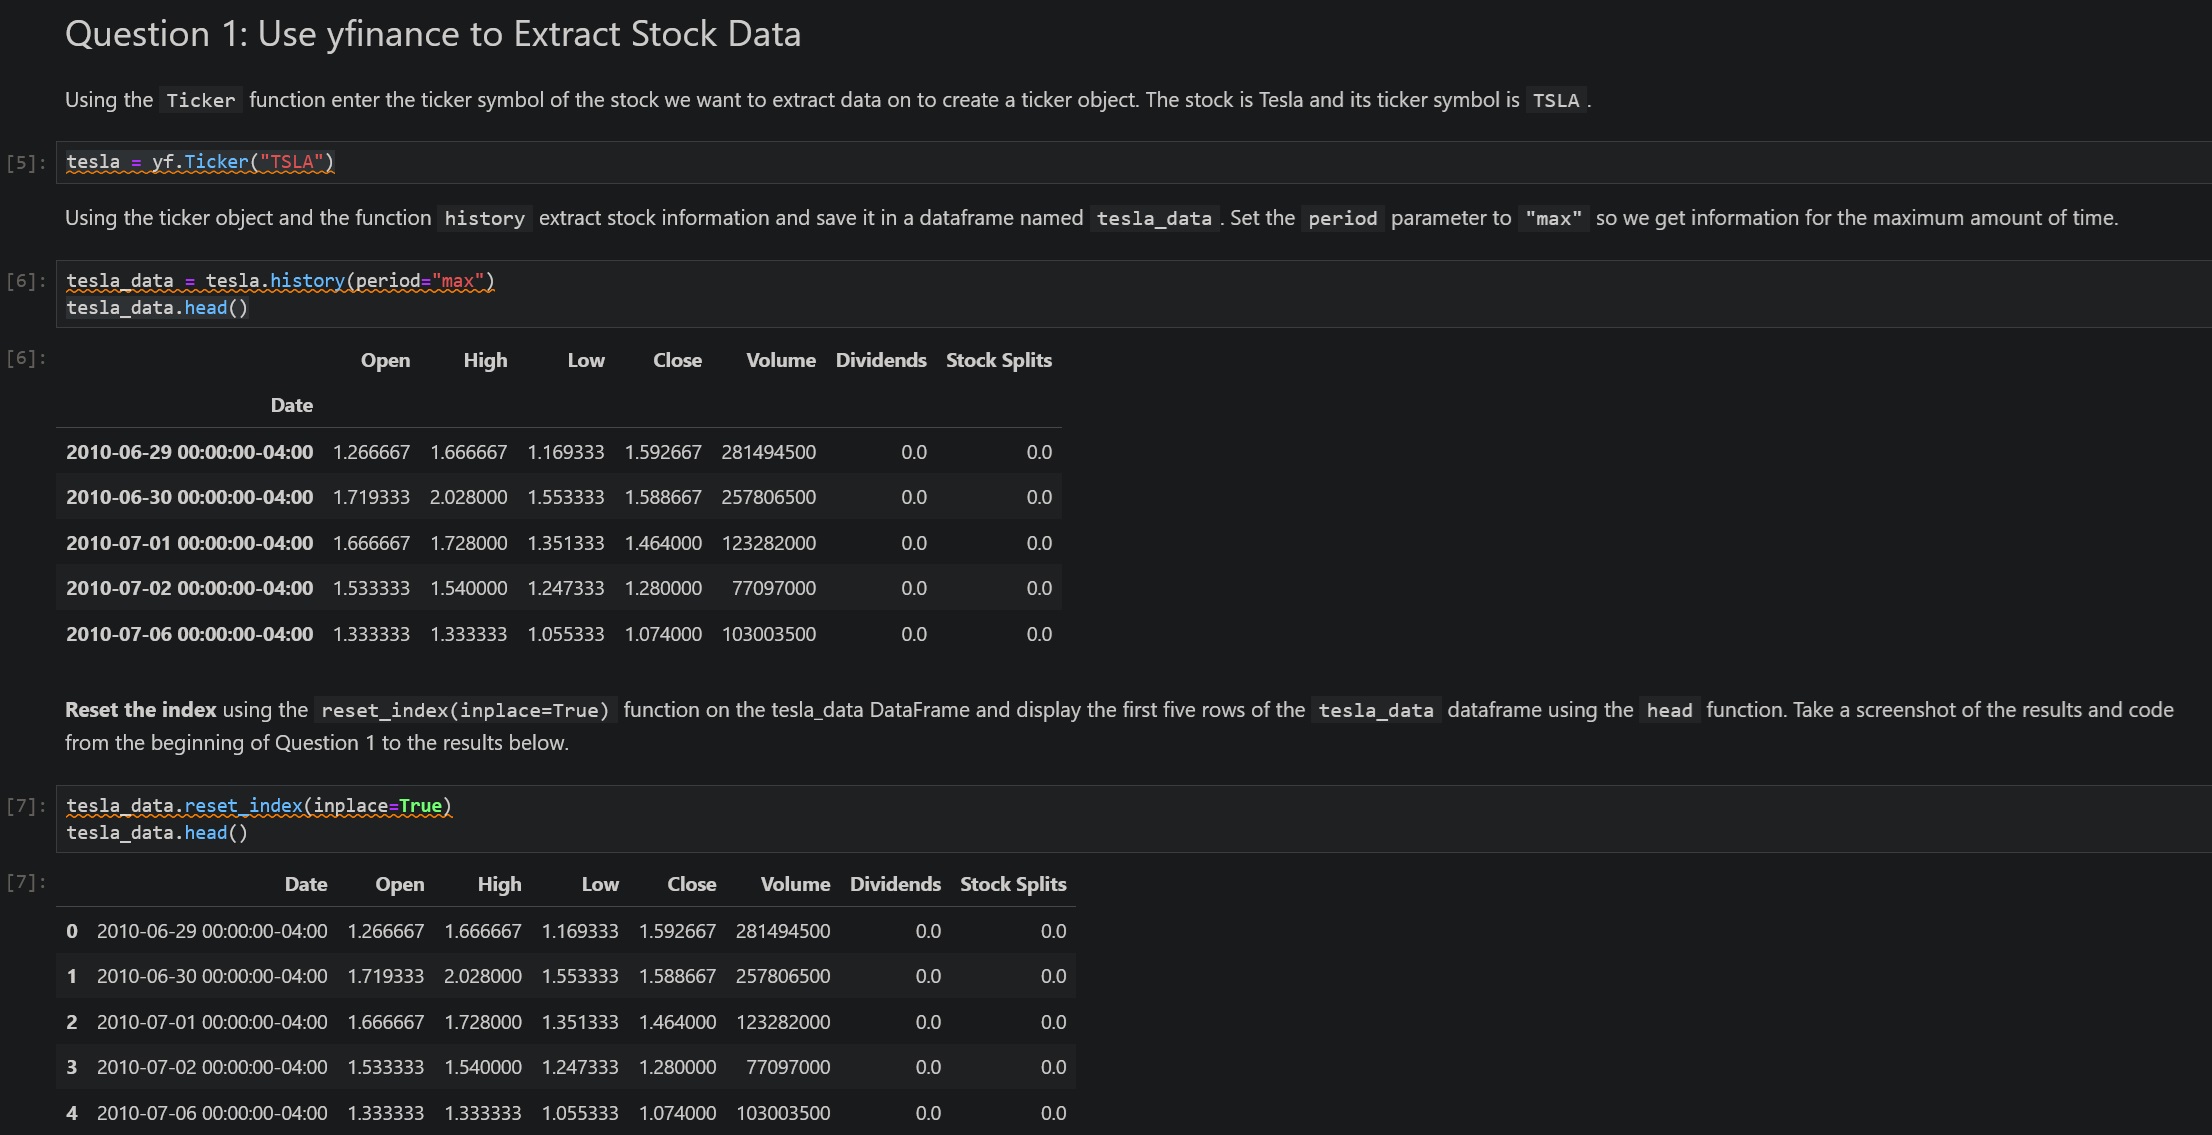 Question 1: Use yfinance to Extract Stock Data
Using the Ticker function enter the ticker symbol of the stock we want to extract data on to create a ticker object. The stock is Tesla and its ticker symbol is TSLA .
[5]: tesla = yf.Ticker("TSLA")
Using the ticker object and the function history extract stock information and save it in a dataframe named tesla_data . Set the period parameter to "max" so we get information for the maximum amount of time.
[6]: tesla_data = tesla.history(period="max")
tesla_data.head()
[6]: Open High Low Close Volume Dividends Stock Splits
Date
2010-06-29 00:00:00-04:00 1.266667 1.666667 1.169333 1.592667 281494500 0.0 0.0
2010-06-30 00:00:00-04:00 1.719333 2.028000 1.553333 1.588667 257806500 0.0 0.0
2010-07-01 00:00:00-04:00 1.666667 1.728000 1.351333 1.464000 123282000 0.0 0.0
2010-07-02 00:00:00-04:00 1.533333 1.540000 1.247333 1.280000 77097000 0.0 0.0
2010-07-06 00:00:00-04:00 1.333333 1.333333 1.055333 1.074000 103003500 0.0 0.0
Reset the index using the reset_index(inplace=True) function on the tesla_data DataFrame and display the first five rows of the tesla_data dataframe using the head function. Take a screenshot of the results and code
from the beginning of Question 1 to the results below.
[7]: tesla_data.reset_index(inplace=True)
tesla_data.head()
[7]: Date Open High Low Close Volume Dividends Stock Splits
0 2010-06-29 00:00:00-04:00 1.266667 1.666667 1.169333 1.592667 281494500 0.0 0.0
1 2010-06-30 00:00:00-04:00 1.719333 2.028000 1.553333 1.588667 257806500 0.0 0.0
2 2010-07-01 00:00:00-04:00 1.666667 1.728000 1.351333 1.464000 123282000 0.0 0.0
3 2010-07-02 00:00:00-04:00 1.533333 1.540000 1.247333 1.280000 77097000 0.0 0.0
4 2010-07-06 00:00:00-04:00 1.333333 1.333333 1.055333 1.074000 103003500 0.0 0.0